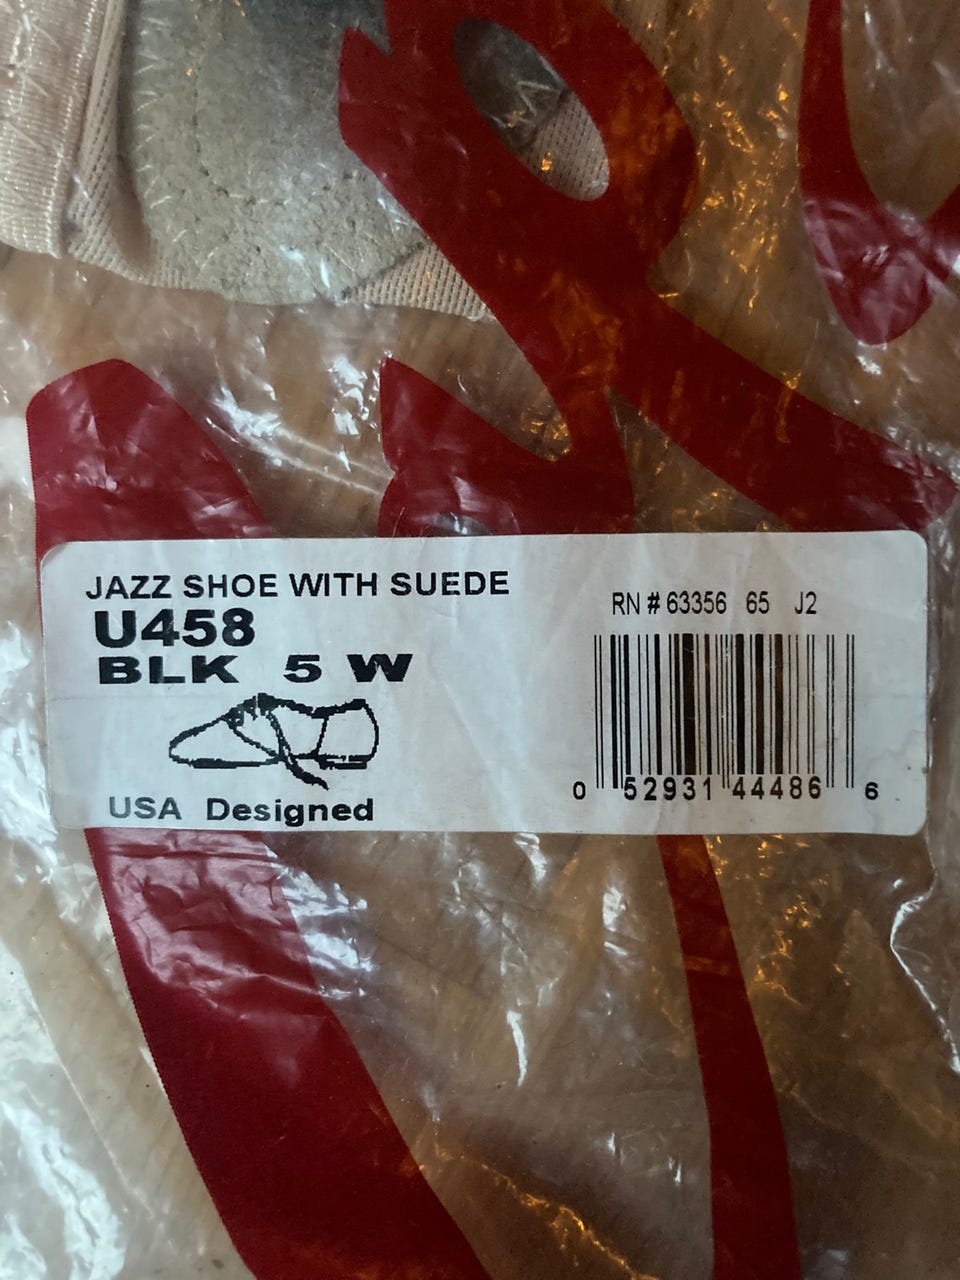 JAZZ SHOE WITH SUEDE
U458
BLK 5 W
USA Designed
RN # 63356 65 J2
0 52931 44486 6